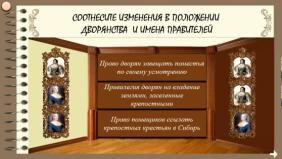 СООТНЕСИТЕ ИЗМЕНЕНИЯ В ПОЛОЖЕНИИ
ДВОРЯНСТВА И ИМЕНА ПРАВИТЕЛЕЙ
Право дворян завещать поместья
по своему усмотрению
Привилегия дворян на владение
землями, заселенные
крепостными
Право помещиков ссылать
крепостных крестьян в Сибирь